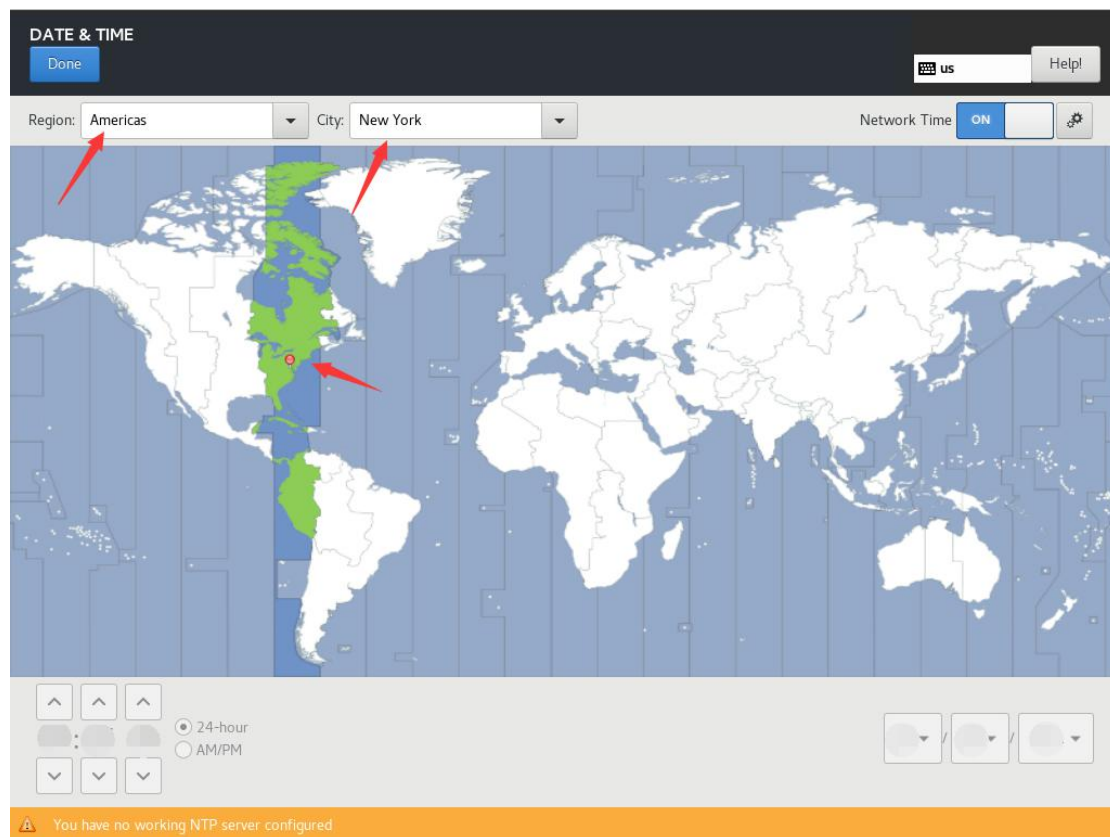 DATE & TIME
Done
us
Help!
Region: Americas City: New York Network Time ON
:
24-hour
AM/PM
/ /
You have no working NTP server configured